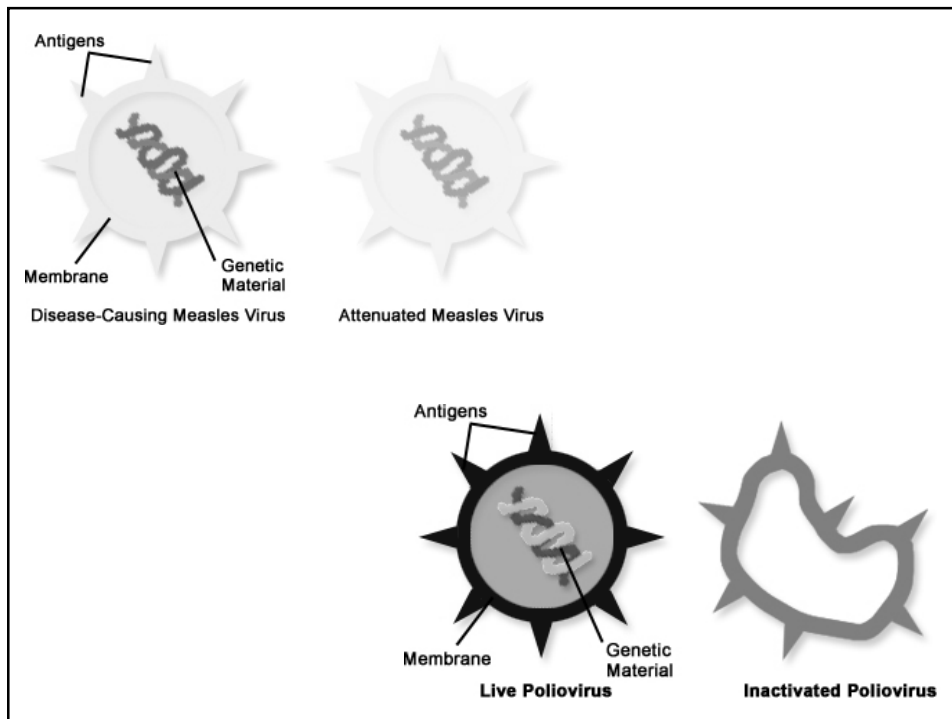 Antigens
Membrane
Genetic
Material
Disease-Causing Measles Virus
Attenuated Measles Virus
Antigens
Membrane
Genetic
Material
Live Poliovirus
Inactivated Poliovirus